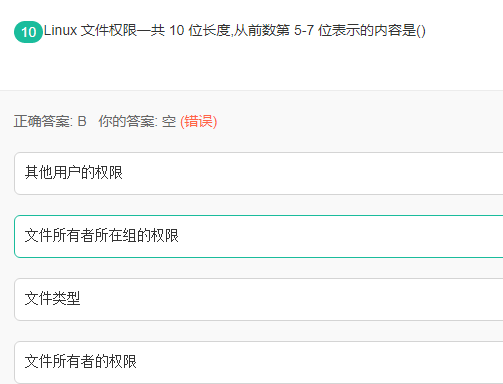 10 Linux 文件权限一共 10 位长度,从前数第 5-7 位表示的内容是()
正确答案: B 你的答案: 空 (错误)
其他用户的权限
文件所有者所在组的权限
文件类型
文件所有者的权限